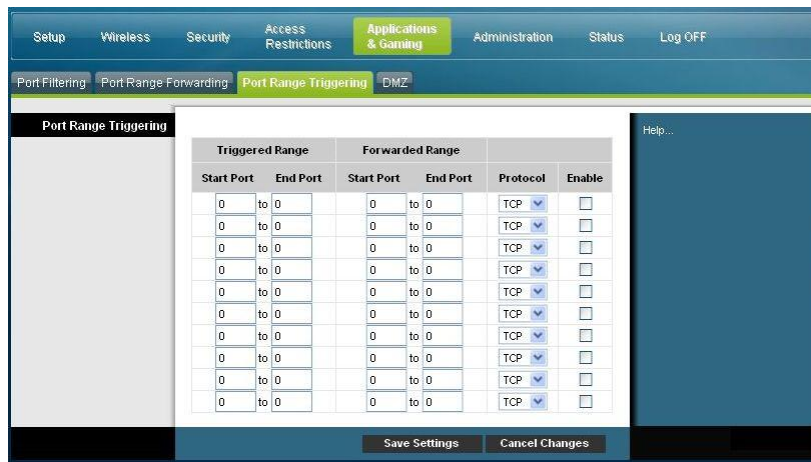 Setup Wireless Security Access Restrictions Applications & Gaming Administration Status Log OFF
Port Filtering Port Range Forwarding Port Range Triggering DMZ
Port Range Triggering
Help...
Triggered Range Forwarded Range
Start Port End Port Start Port End Port Protocol Enable
0 to 0 0 to 0 TCP
0 to 0 0 to 0 TCP
0 to 0 0 to 0 TCP
0 to 0 0 to 0 TCP
0 to 0 0 to 0 TCP
0 to 0 0 to 0 TCP
0 to 0 0 to 0 TCP
0 to 0 0 to 0 TCP
0 to 0 0 to 0 TCP
0 to 0 0 to 0 TCP
Save Settings Cancel Changes